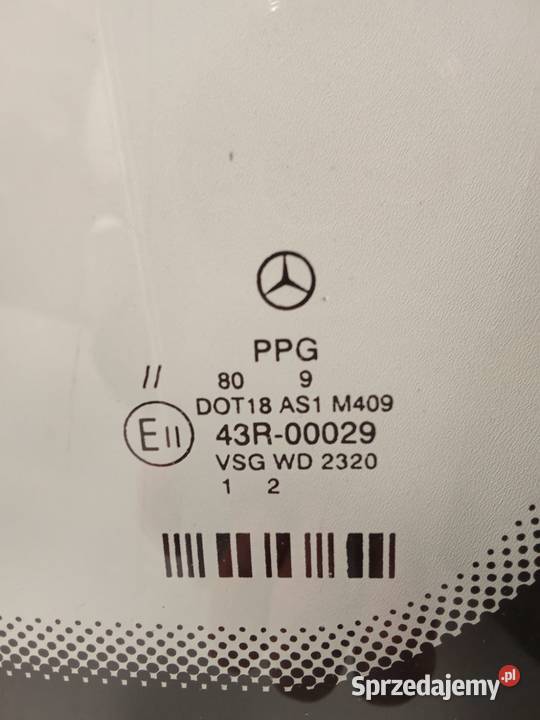 PPG
// 80 9
DOT18 AS1 M409
E11 43R-00029
VSG WD 2320
1 2
Sprzedajemy.pl